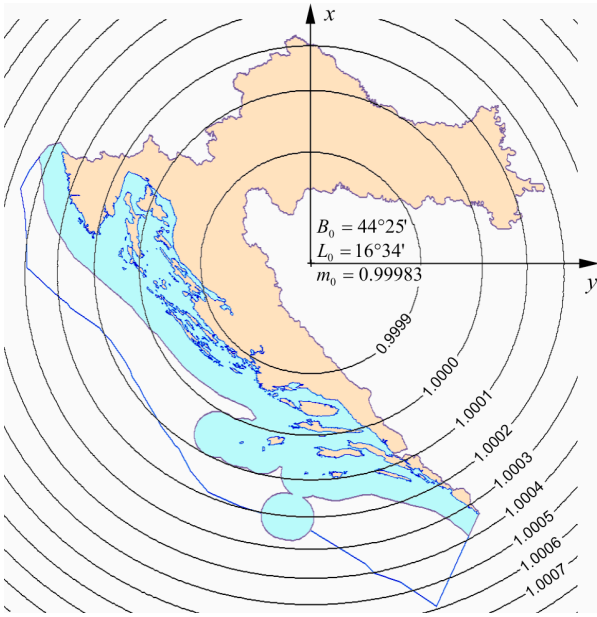 x
B₀ = 44°25'
L₀ = 16°34'
m₀ = 0.99983
y
0.9999
1.0000
1.0001
1.0002
1.0003
1.0004
1.0005
1.0006
1.0007